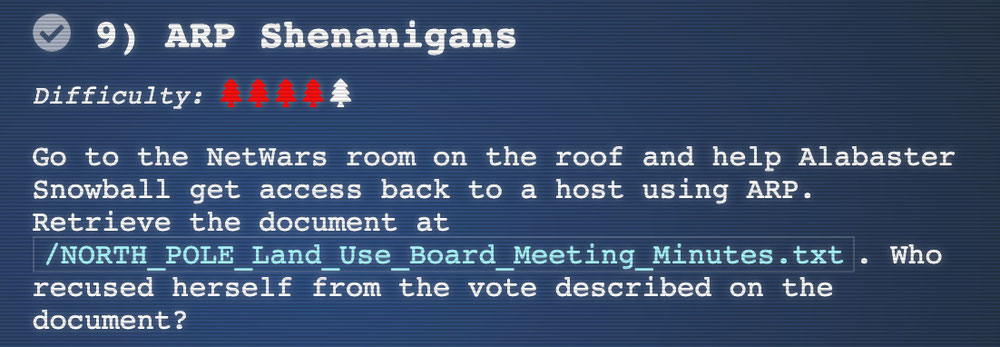 9) ARP Shenanigans
Difficulty:
Go to the NetWars room on the roof and help Alabaster
Snowball get access back to a host using ARP.
Retrieve the document at
/NORTH_POLE_Land_Use_Board_Meeting_Minutes.txt. Who
recused herself from the vote described on the
document?